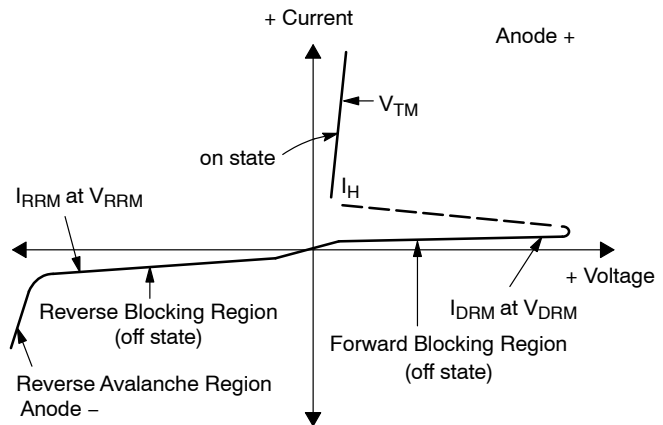 + Current
Anode +
V_TM
on state
I_H
I_RRM at V_RRM
+ Voltage
I_DRM at V_DRM
Reverse Blocking Region
(off state)
Forward Blocking Region
(off state)
Reverse Avalanche Region
Anode −